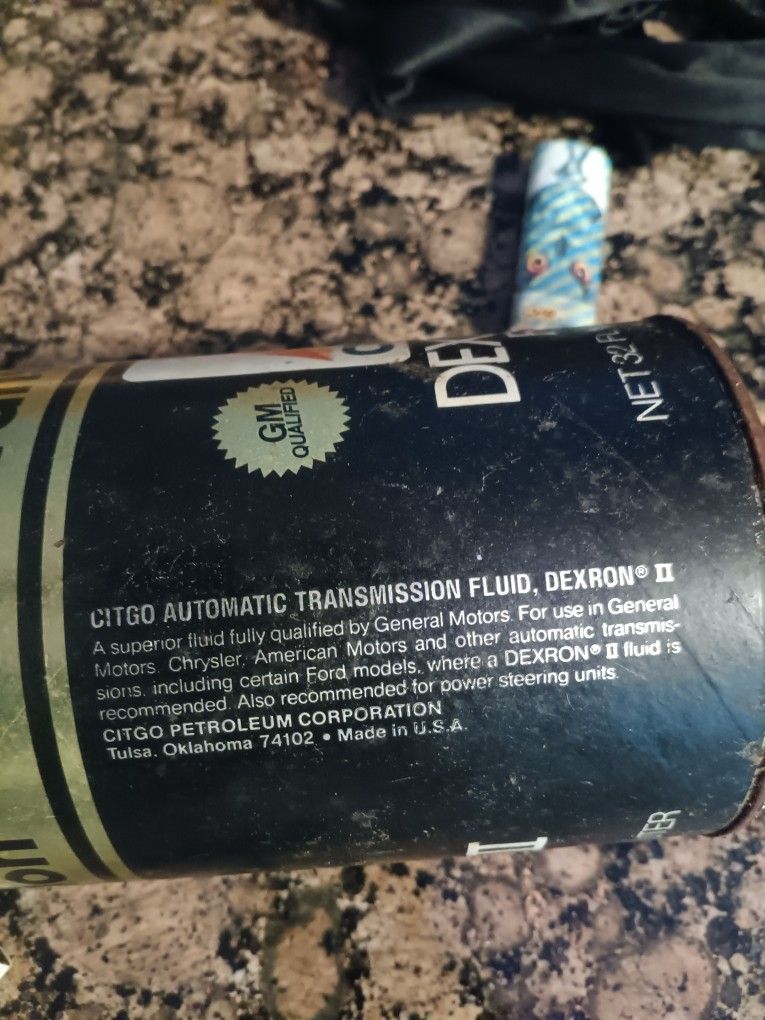 GM
QUALIFIED
DEX
NET 32
CITGO AUTOMATIC TRANSMISSION FLUID, DEXRON® II
A superior fluid fully qualified by General Motors. For use in General
Motors, Chrysler, American Motors and other automatic transmis-
sions, including certain Ford models, where a DEXRON® II fluid is
recommended. Also recommended for power steering units.
CITGO PETROLEUM CORPORATION
Tulsa, Oklahoma 74102 • Made in U.S.A.
II